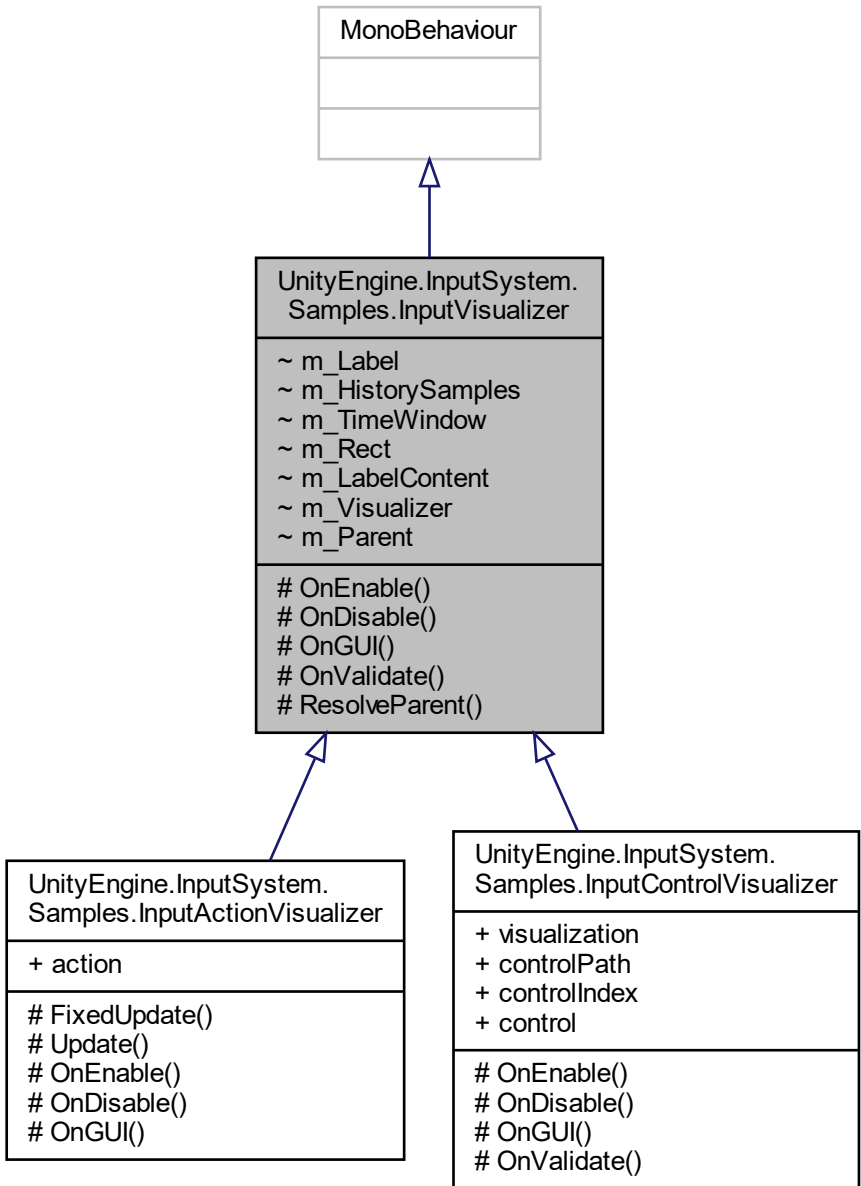 MonoBehaviour
UnityEngine.InputSystem.
Samples.InputVisualizer
~ m_Label
~ m_HistorySamples
~ m_TimeWindow
~ m_Rect
~ m_LabelContent
~ m_Visualizer
~ m_Parent
# OnEnable()
# OnDisable()
# OnGUI()
# OnValidate()
# ResolveParent()
UnityEngine.InputSystem.
Samples.InputActionVisualizer
+ action
# FixedUpdate()
# Update()
# OnEnable()
# OnDisable()
# OnGUI()
UnityEngine.InputSystem.
Samples.InputControlVisualizer
+ visualization
+ controlPath
+ controlIndex
+ control
# OnEnable()
# OnDisable()
# OnGUI()
# OnValidate()